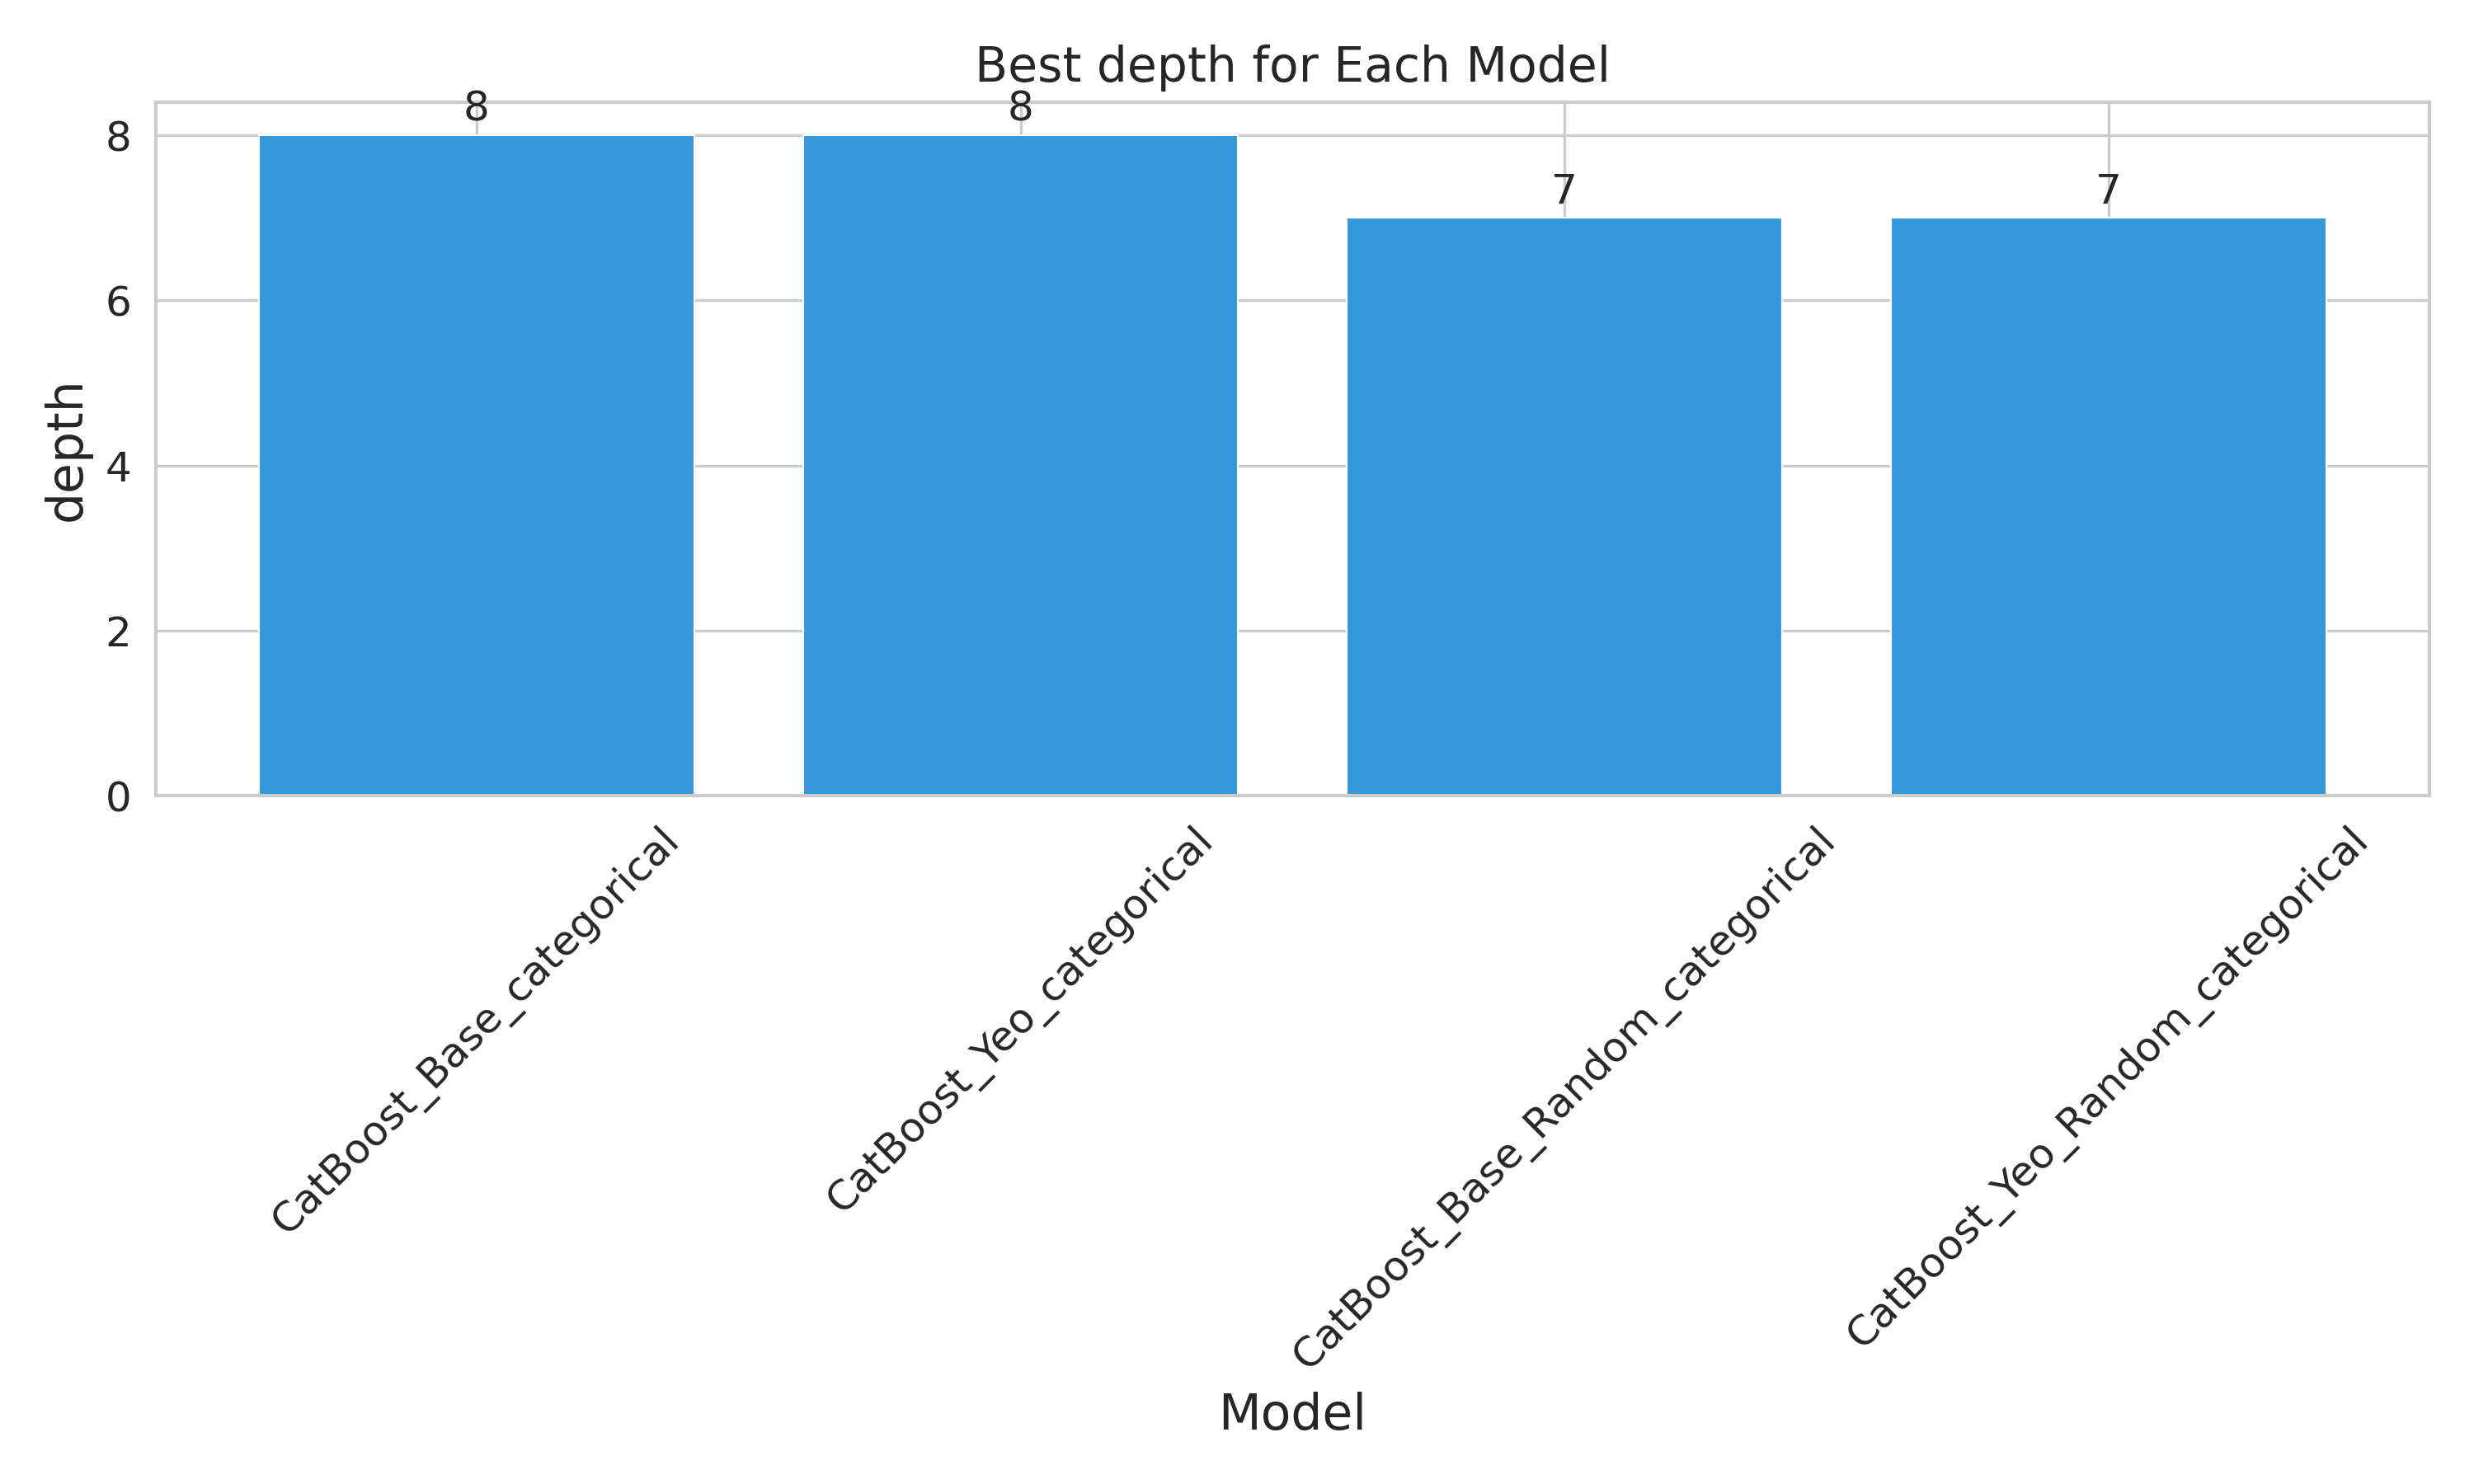 Best depth for Each Model
8
8
7
7
8
6
4
2
0
depth
CatBoost_Base_categorical
CatBoost_Yeo_categorical
CatBoost_Base_Random_categorical
CatBoost_Yeo_Random_categorical
Model